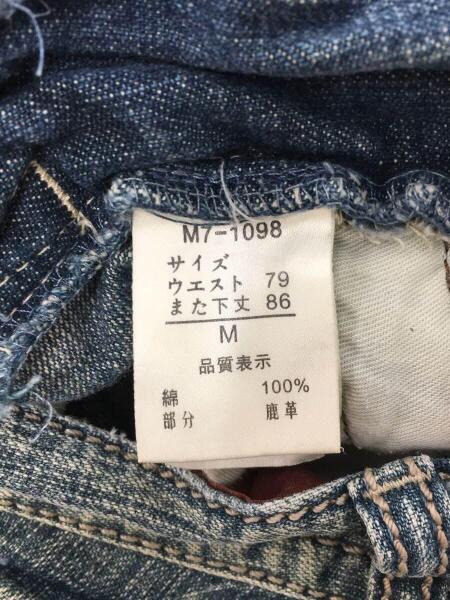 M7-1098
サイズ
ウエスト 79
また下丈 86
M
品質表示
綿 100%
部分 鹿革